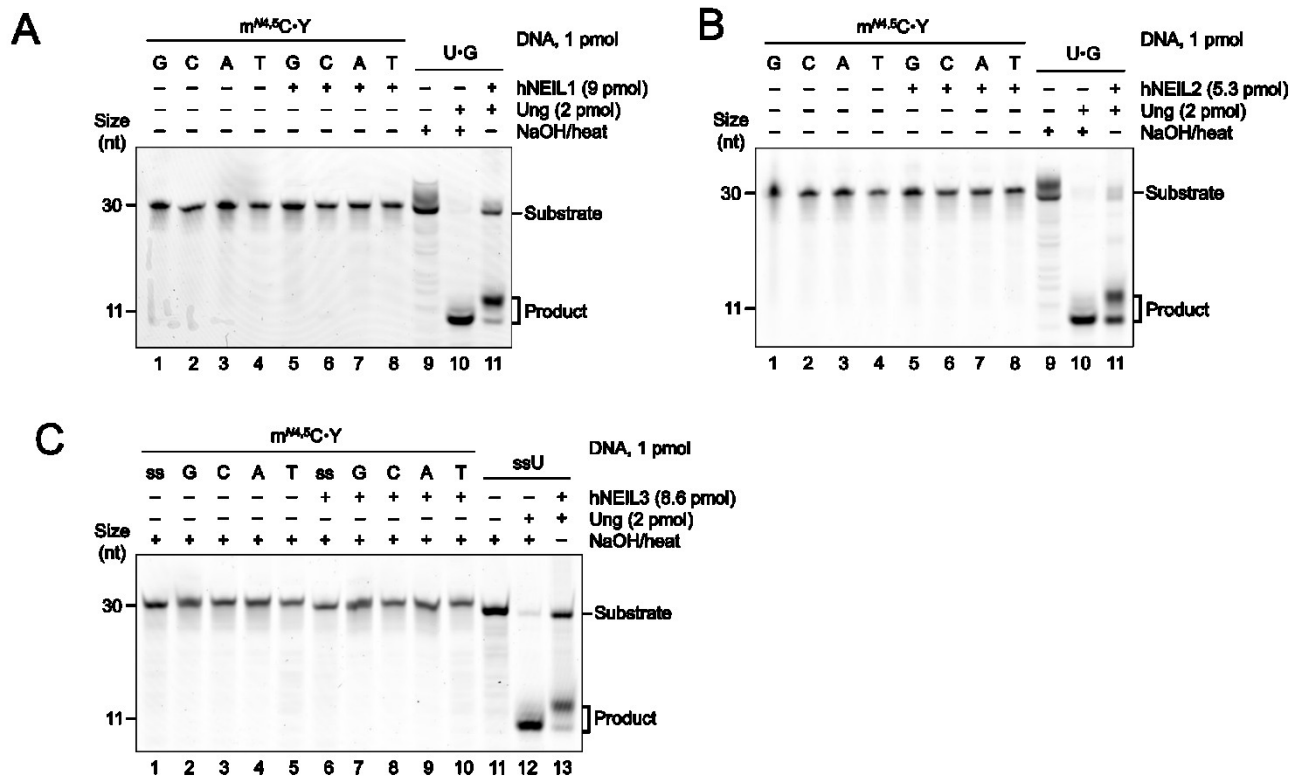 A
m^N4,5C·Y
DNA, 1 pmol
U·G
G C A T G C A T
– – – – + + + + – – + hNEIL1 (9 pmol)
– – – – – – – – – + + Ung (2 pmol)
– – – – – – – – + + – NaOH/heat
Size
(nt)
30
Substrate
11
Product
1 2 3 4 5 6 7 8 9 10 11
B
m^N4,5C·Y
DNA, 1 pmol
U·G
G C A T G C A T
– – – – + + + + – – + hNEIL2 (5.3 pmol)
– – – – – – – – – + + Ung (2 pmol)
– – – – – – – – + + – NaOH/heat
Size
(nt)
30
Substrate
11
Product
1 2 3 4 5 6 7 8 9 10 11
C
m^N4,5C·Y
DNA, 1 pmol
ssU
ss G C A T ss G C A T
– – – – – + + + + + – – + hNEIL3 (8.6 pmol)
– – – – – – – – – – – + + Ung (2 pmol)
+ + + + + + + + + + + + – NaOH/heat
Size
(nt)
30
Substrate
11
Product
1 2 3 4 5 6 7 8 9 10 11 12 13